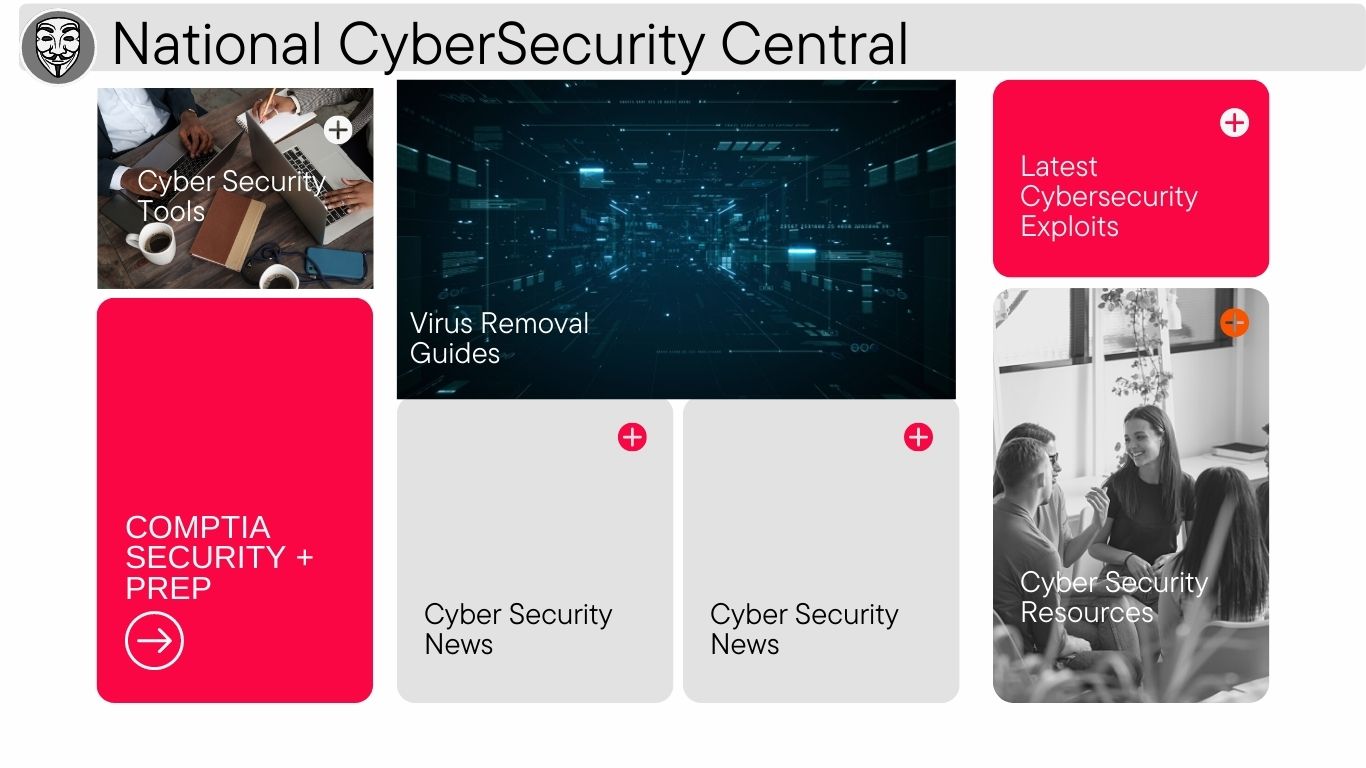 National CyberSecurity Central
Cyber Security
Tools
Virus Removal
Guides
Latest
Cybersecurity
Exploits
COMPTIA
SECURITY +
PREP
Cyber Security
News
Cyber Security
News
Cyber Security
Resources